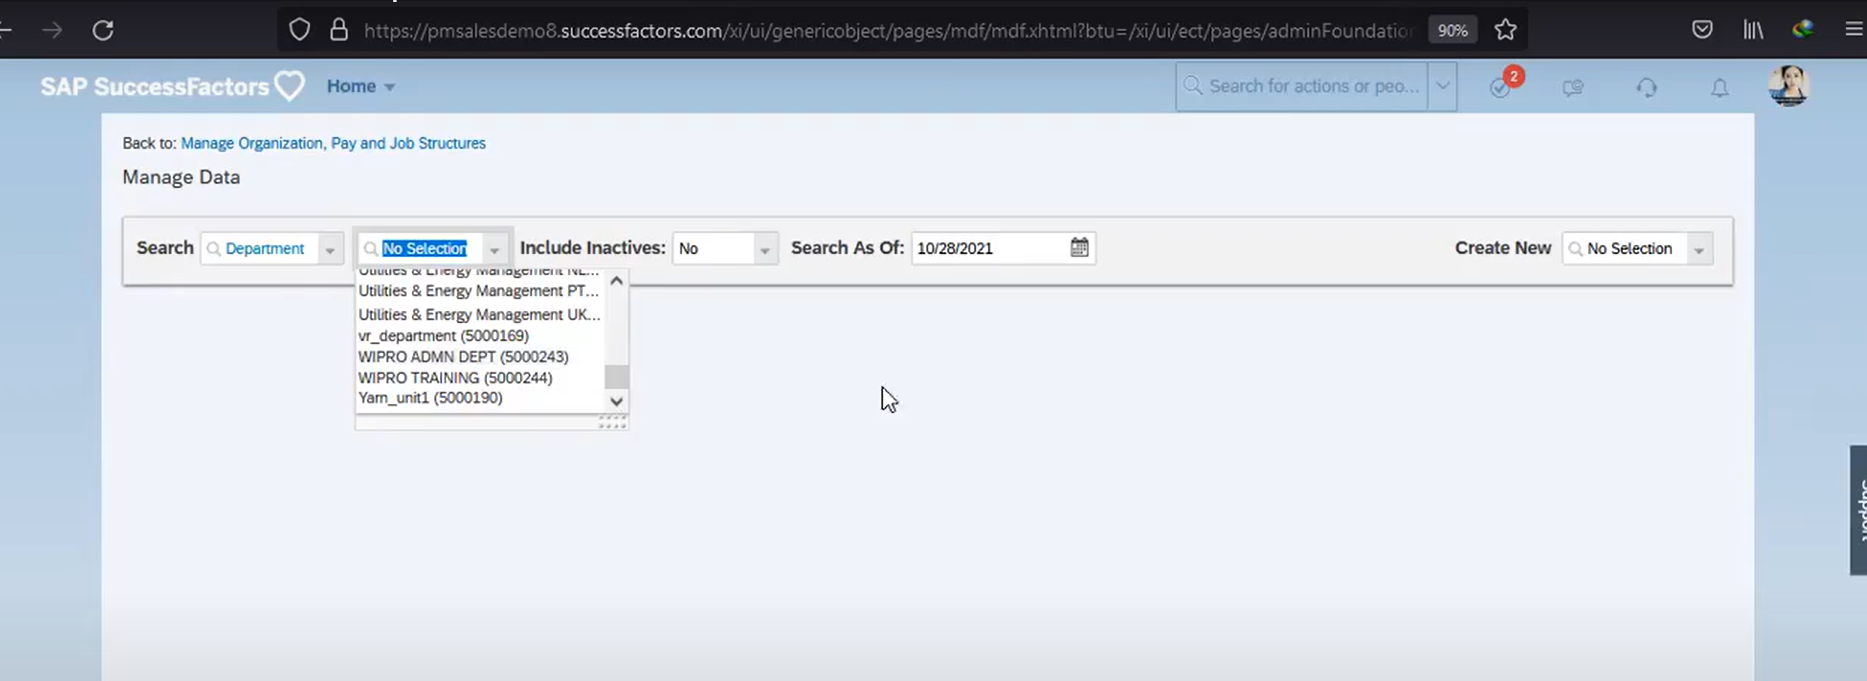 https://pmsalesdemo8.successfactors.com/xi/ui/genericobject/pages/mdf/mdf.xhtml?btu=/xi/ui/ect/pages/adminFoundation
90%
SAP SuccessFactors
Home
Search for actions or peo...
2
Back to: Manage Organization, Pay and Job Structures
Manage Data
Search
Department
No Selection
Include Inactives:
No
Search As Of:
10/28/2021
Create New
No Selection
Utilities & Energy Management NL...
Utilities & Energy Management PT...
Utilities & Energy Management UK...
vr_department (5000169)
WIPRO ADMN DEPT (5000243)
WIPRO TRAINING (5000244)
Yarn_unit1 (5000190)
Support